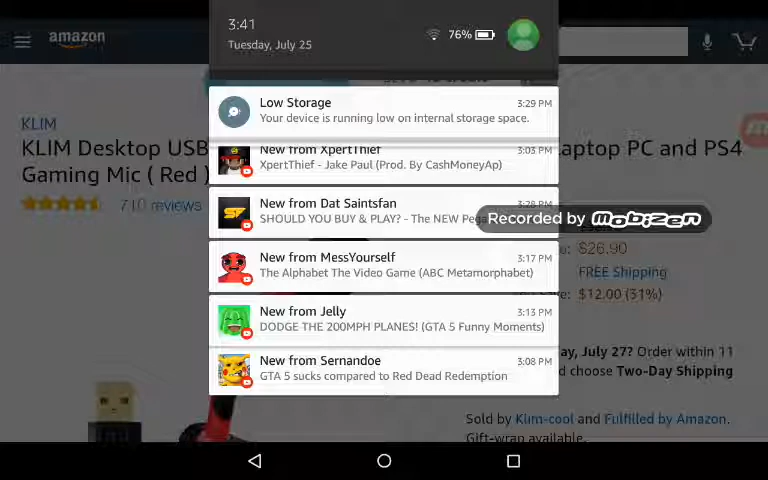 3:41
Tuesday, July 25
76%
amazon
KLIM
KLIM Desktop USB
aptop PC and PS4
Gaming Mic ( Red )
710 reviews
Low Storage
3:29 PM
Your device is running low on internal storage space.
New from XpertThief
3:03 PM
XpertThief - Jake Paul (Prod. By CashMoneyAp)
New from Dat Saintsfan
3:28 PM
SHOULD YOU BUY & PLAY? - The NEW Pega
Recorded by MOBIZEN
New from MessYourself
3:17 PM
The Alphabet The Video Game (ABC Metamorphabet)
New from Jelly
3:13 PM
DODGE THE 200MPH PLANES! (GTA 5 Funny Moments)
New from Sernandoe
3:08 PM
GTA 5 sucks compared to Red Dead Redemption
$26.90
FREE Shipping
$12.00 (31%)
ay, July 27? Order within 11
d choose Two-Day Shipping
Sold by Klim-cool and Fulfilled by Amazon.
Gift-wrap available.